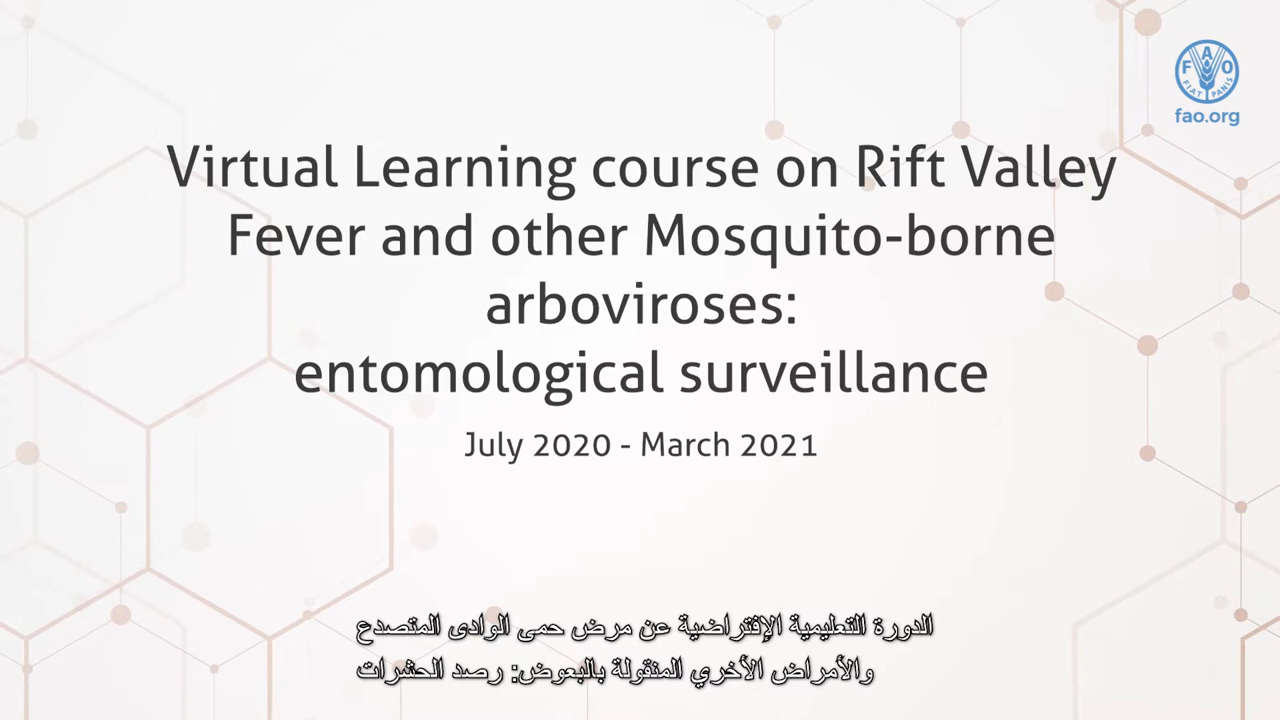 F A O
FIAT PANIS
fao.org
Virtual Learning course on Rift Valley
Fever and other Mosquito-borne
arboviroses:
entomological surveillance
July 2020 - March 2021
الدورة التعليمية الإفتراضية عن مرض حمى الوادى المتصدع
والأمراض الأخري المنقولة بالبعوض: رصد الحشرات